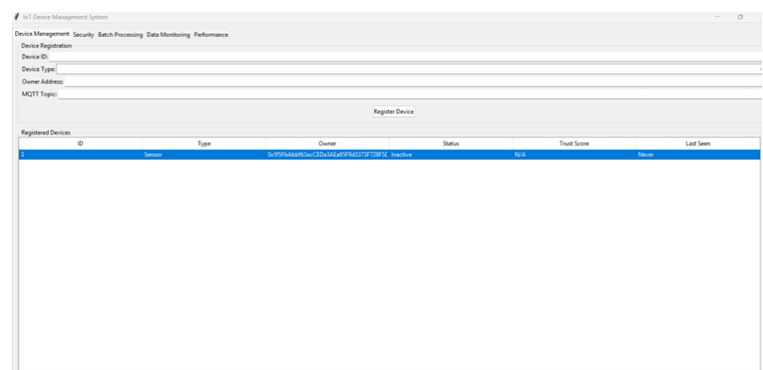 IoT Device Management System
Device Management Security Batch Processing Data Monitoring Performance
Device Registration
Device ID:
Device Type:
Owner Address:
MQTT Topic:
Register Device
Registered Devices
ID Type Owner Status Trust Score Last Seen
3 Sensor Inactive N/A Never